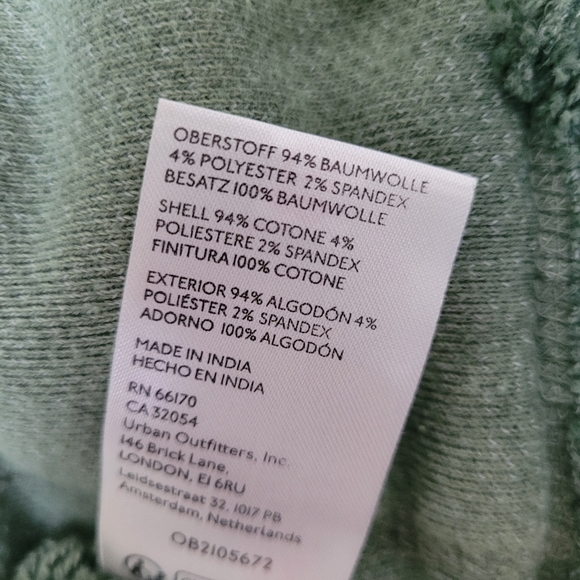 OBERSTOFF 94% BAUMWOLLE
4% POLYESTER 2% SPANDEX
BESATZ 100% BAUMWOLLE
SHELL 94% COTONE 4%
POLIESTERE 2% SPANDEX
FINITURA 100% COTONE
EXTERIOR 94% ALGODÓN 4%
POLIÉSTER 2% SPANDEX
ADORNO 100% ALGODÓN
MADE IN INDIA
HECHO EN INDIA
RN 66170
CA 32054
Urban Outfitters, Inc.
146 Brick Lane,
LONDON, E1 6RU
Leidsestraat 32, 1017 PB
Amsterdam, Netherlands
OB2105672